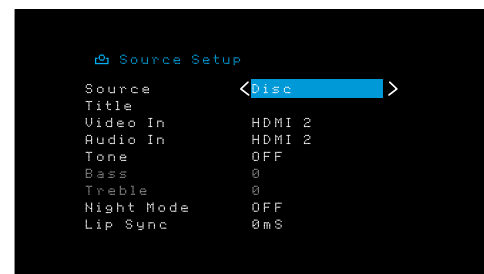 Source Setup
Source < Disc >
Title
Video In HDMI 2
Audio In HDMI 2
Tone OFF
Bass 0
Treble 0
Night Mode OFF
Lip Sync 0mS